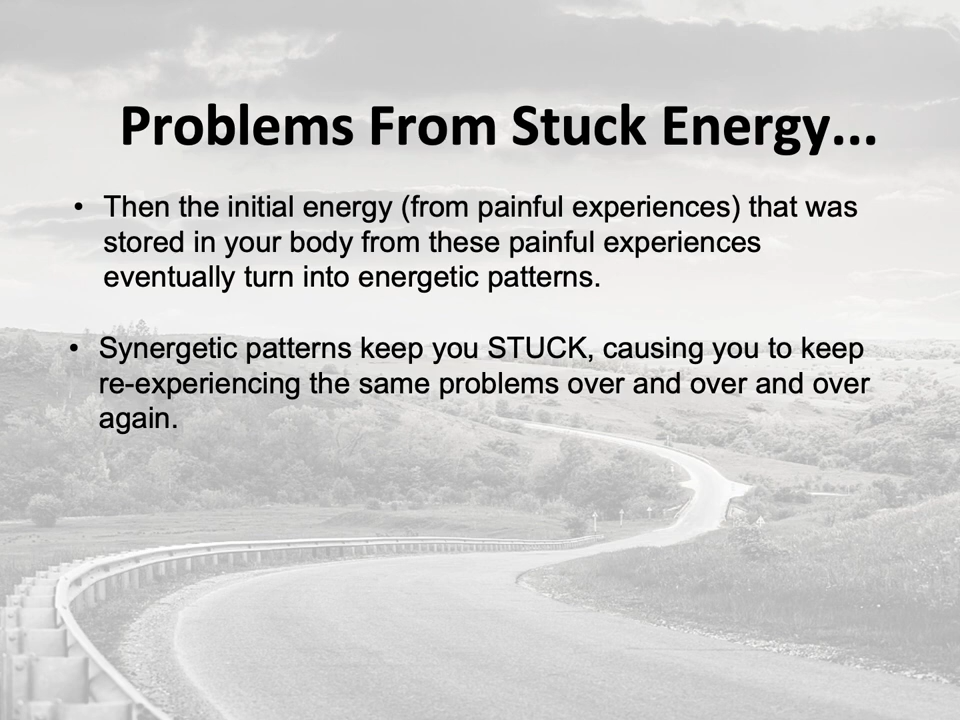 Problems From Stuck Energy...
• Then the initial energy (from painful experiences) that was
stored in your body from these painful experiences
eventually turn into energetic patterns.
• Synergetic patterns keep you STUCK, causing you to keep
re-experiencing the same problems over and over and over
again.